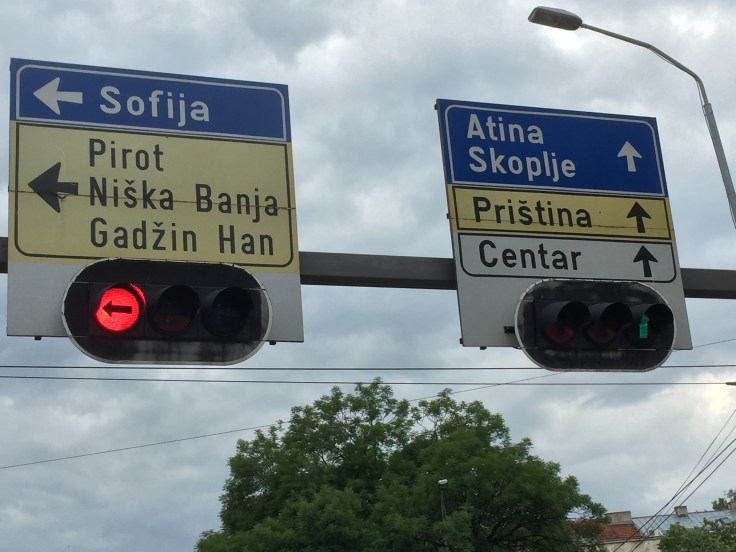 Sofija
Pirot
Niška Banja
Gadžin Han
Atina
Skoplje
Priština
Centar